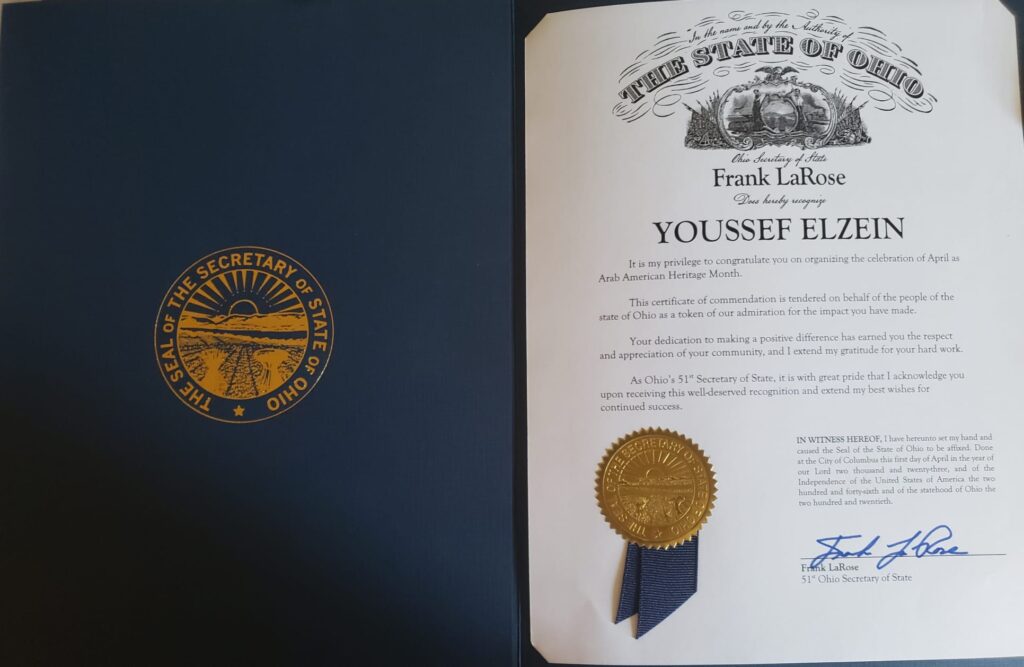 THE SEAL OF THE SECRETARY OF STATE OF OHIO
In the name and by the Authority of
THE STATE OF OHIO
Ohio Secretary of State
Frank LaRose
Does hereby recognize
YOUSSEF ELZEIN
It is my privilege to congratulate you on organizing the celebration of April as
Arab American Heritage Month.
This certificate of commendation is tendered on behalf of the people of the
state of Ohio as a token of our admiration for the impact you have made.
Your dedication to making a positive difference has earned you the respect
and appreciation of your community, and I extend my gratitude for your hard work.
As Ohio's 51st Secretary of State, it is with great pride that I acknowledge you
upon receiving this well-deserved recognition and extend my best wishes for
continued success.
IN WITNESS HEREOF, I have hereunto set my hand and
caused the Seal of the State of Ohio to be affixed. Done
at the City of Columbus this first day of April in the year of
our Lord two thousand and twenty-three, and of the
Independence of the United States of America the two
hundred and forty-sixth and of the statehood of Ohio the
two hundred and twentieth.
THE SEAL OF THE SECRETARY OF STATE OF OHIO
Frank LaRose
Frank LaRose
51st Ohio Secretary of State